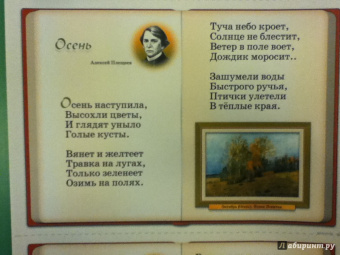 Осень
Алексей Плещеев
Осень наступила,
Высохли цветы,
И глядят уныло
Голые кусты.
Вянет и желтеет
Травка на лугах,
Только зеленеет
Озимь на полях.
Туча небо кроет,
Солнце не блестит,
Ветер в поле воет,
Дождик моросит..
Зашумели воды
Быстрого ручья,
Птички улетели
В тёплые края.
Лабиринт.ру